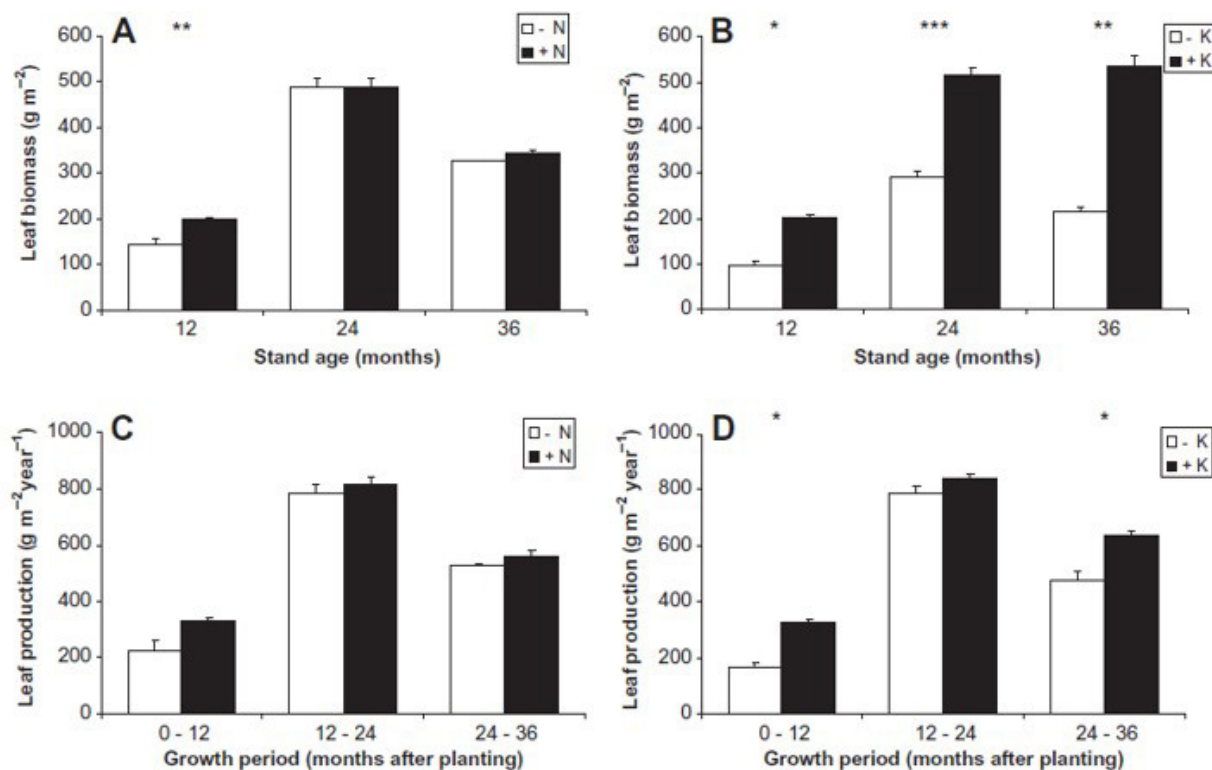 A
**
- N
+ N
Leaf biomass (g m⁻²)
600
500
400
300
200
100
0
12
24
36
Stand age (months)
B
*
***
**
- K
+ K
Leaf biomass (g m⁻²)
600
500
400
300
200
100
0
12
24
36
Stand age (months)
C
- N
+ N
Leaf production (g m⁻² year⁻¹)
1000
800
600
400
200
0
0 - 12
12 - 24
24 - 36
Growth period (months after planting)
D
*
*
- K
+ K
Leaf production (g m⁻² year⁻¹)
1000
800
600
400
200
0
0 - 12
12 - 24
24 - 36
Growth period (months after planting)